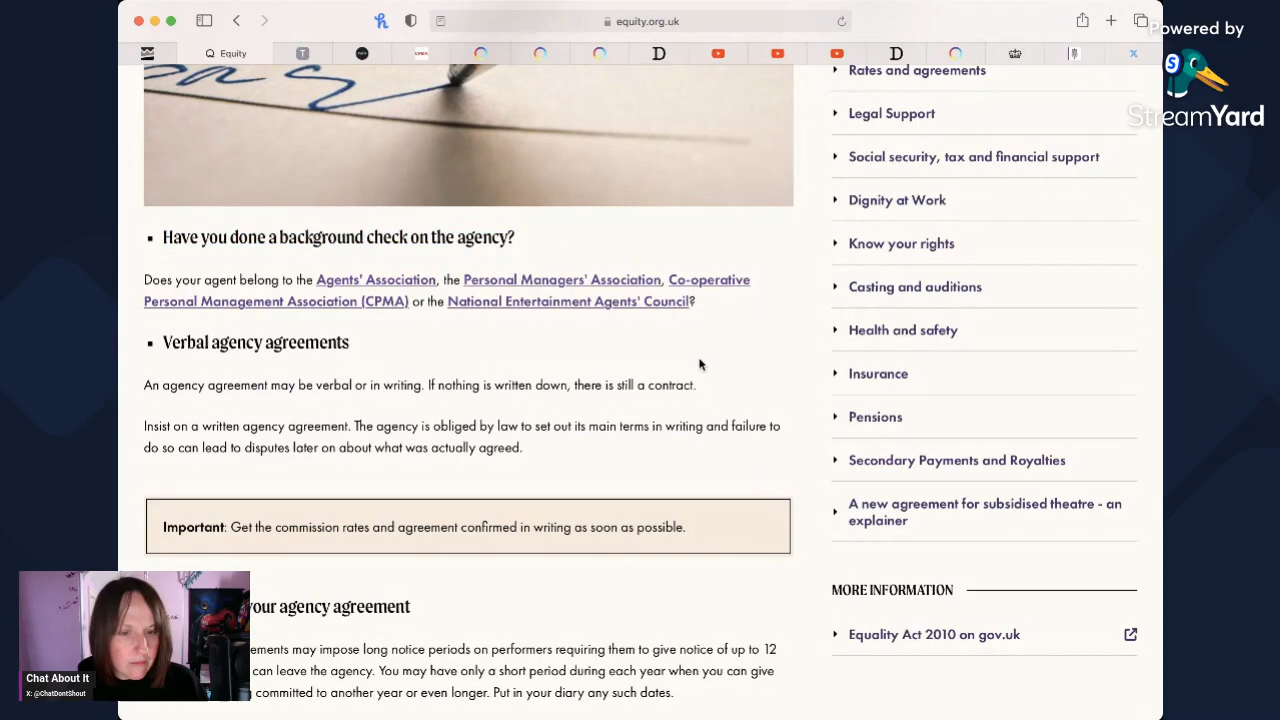 equity.org.uk
Powered by
StreamYard
Equity
Rates and agreements
Legal Support
Social security, tax and financial support
Dignity at Work
Know your rights
Casting and auditions
Health and safety
Insurance
Pensions
Secondary Payments and Royalties
A new agreement for subsidised theatre - an
explainer
MORE INFORMATION
Equality Act 2010 on gov.uk
Have you done a background check on the agency?
Does your agent belong to the Agents' Association, the Personal Managers' Association, Co-operative
Personal Management Association (CPMA) or the National Entertainment Agents' Council?
Verbal agency agreements
An agency agreement may be verbal or in writing. If nothing is written down, there is still a contract.
Insist on a written agency agreement. The agency is obliged by law to set out its main terms in writing and failure to
do so can lead to disputes later on about what was actually agreed.
Important: Get the commission rates and agreement confirmed in writing as soon as possible.
your agency agreement
ements may impose long notice periods on performers requiring them to give notice of up to 12
can leave the agency. You may have only a short period during each year when you can give
committed to another year or even longer. Put in your diary any such dates.
Chat About It
X: @ChatDontShout